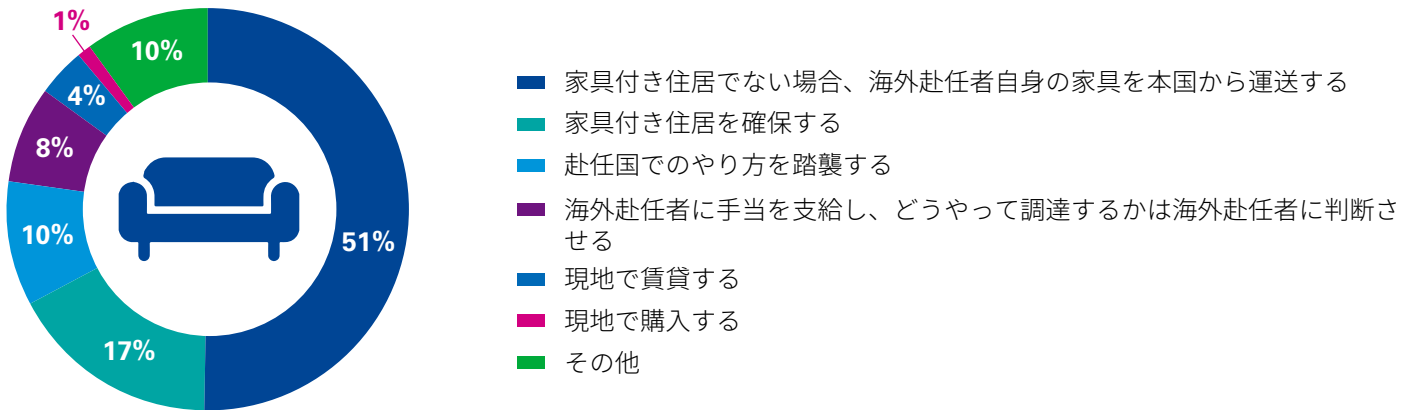 1%
10%
4%
8%
10%
17%
51%
家具付き住居でない場合、海外赴任者自身の家具を本国から運送する
家具付き住居を確保する
赴任国でのやり方を踏襲する
海外赴任者に手当を支給し、どうやって調達するかは海外赴任者に判断さ
せる
現地で賃貸する
現地で購入する
その他